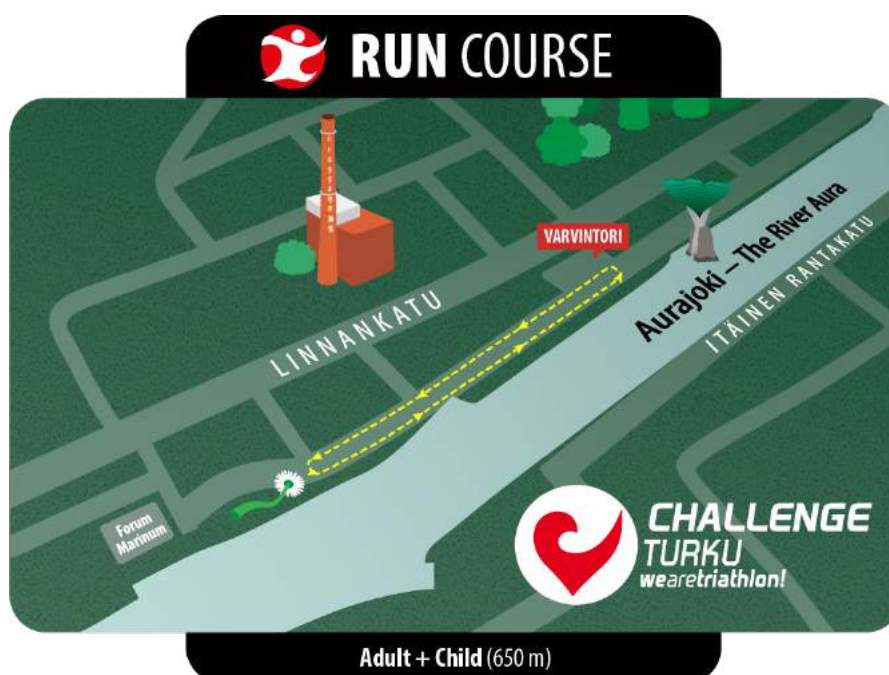 RUN COURSE
VARVINTORI
Aurajoki – The River Aura
ITÄINEN RANTAKATU
LINNANKATU
Forum
Marinum
CHALLENGE
TURKU
wearetriathlon!
Adult + Child (650 m)